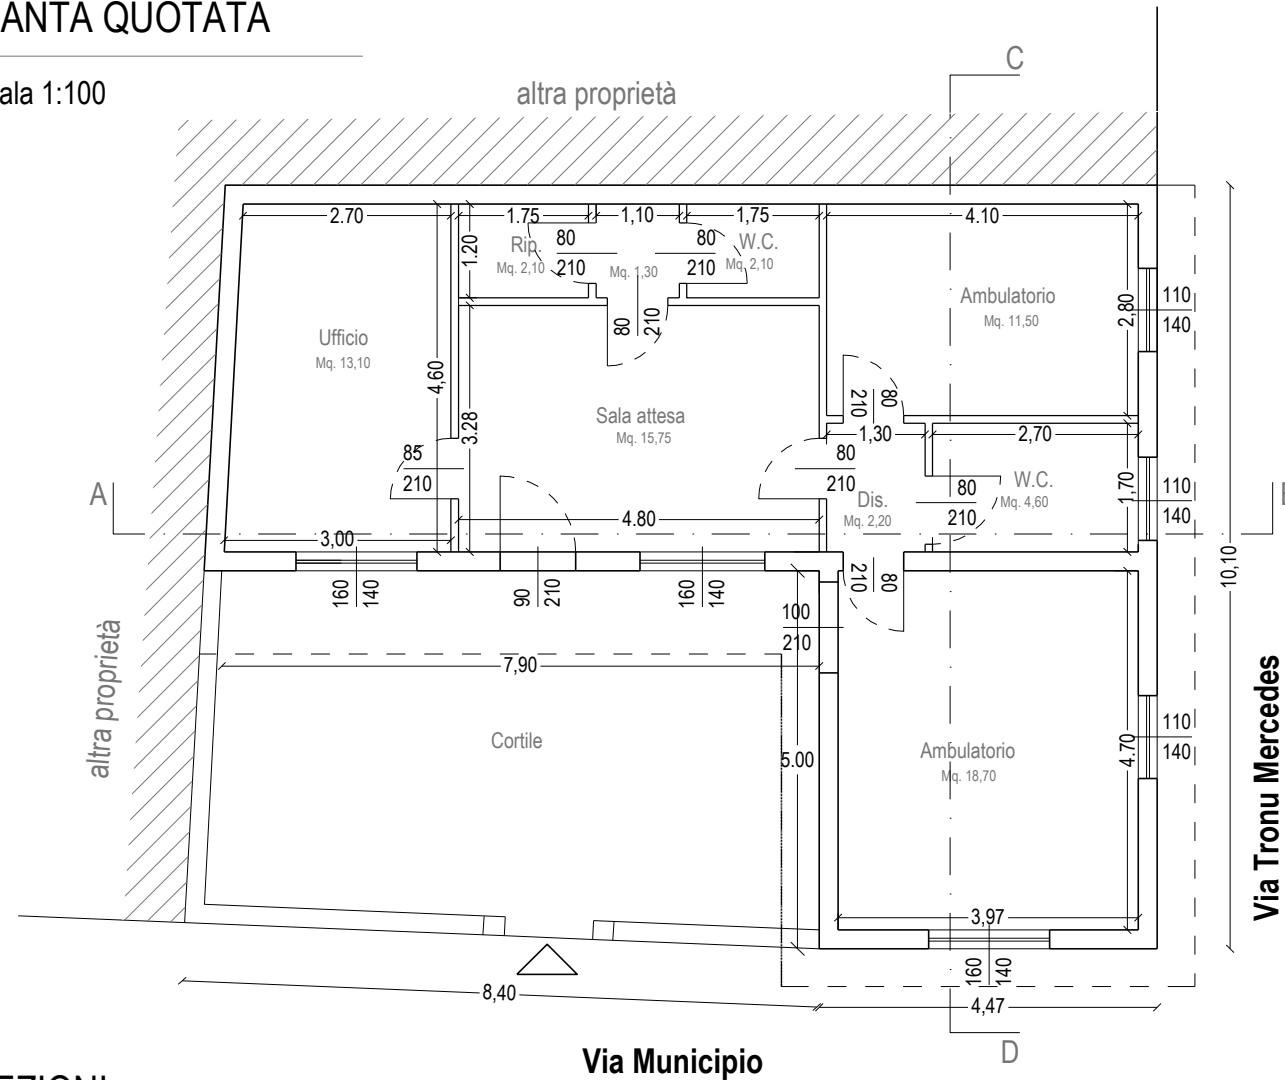 ANTA QUOTATA
ala 1:100
altra proprietà
C
2.70
1.75
1,10
1,75
4.10
1.20
Rip.
Mq. 2,10
80
210
Mq. 1,30
80
210
W.C.
Mq. 2,10
80
210
Ambulatorio
Mq. 11,50
2,80
110
140
Ufficio
Mq. 13,10
4,60
3.28
Sala attesa
Mq. 15,75
210
80
1,30
2,70
85
210
80
210
Dis.
Mq. 2,20
80
210
W.C.
Mq. 4,60
1,70
110
140
A
3,00
4.80
10,10
160
140
90
210
160
140
210
80
100
210
altra proprietà
7,90
Cortile
5.00
Ambulatorio
Mq. 18,70
4.70
110
140
Via Tronu Mercedes
3,97
160
140
8,40
4,47
D
Via Municipio
EZIONI